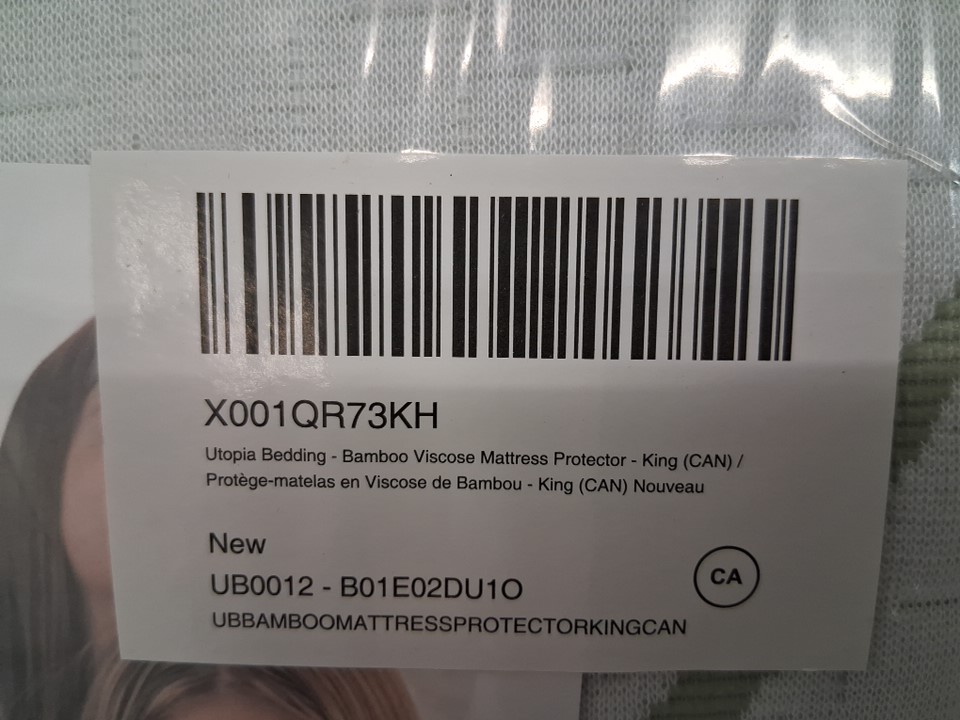 X001QR73KH
Utopia Bedding - Bamboo Viscose Mattress Protector - King (CAN) /
Protège-matelas en Viscose de Bambou - King (CAN) Nouveau
New
UB0012 - B01E02DU1O
CA
UBBAMBOOMATTRESSPROTECTORKINGCAN